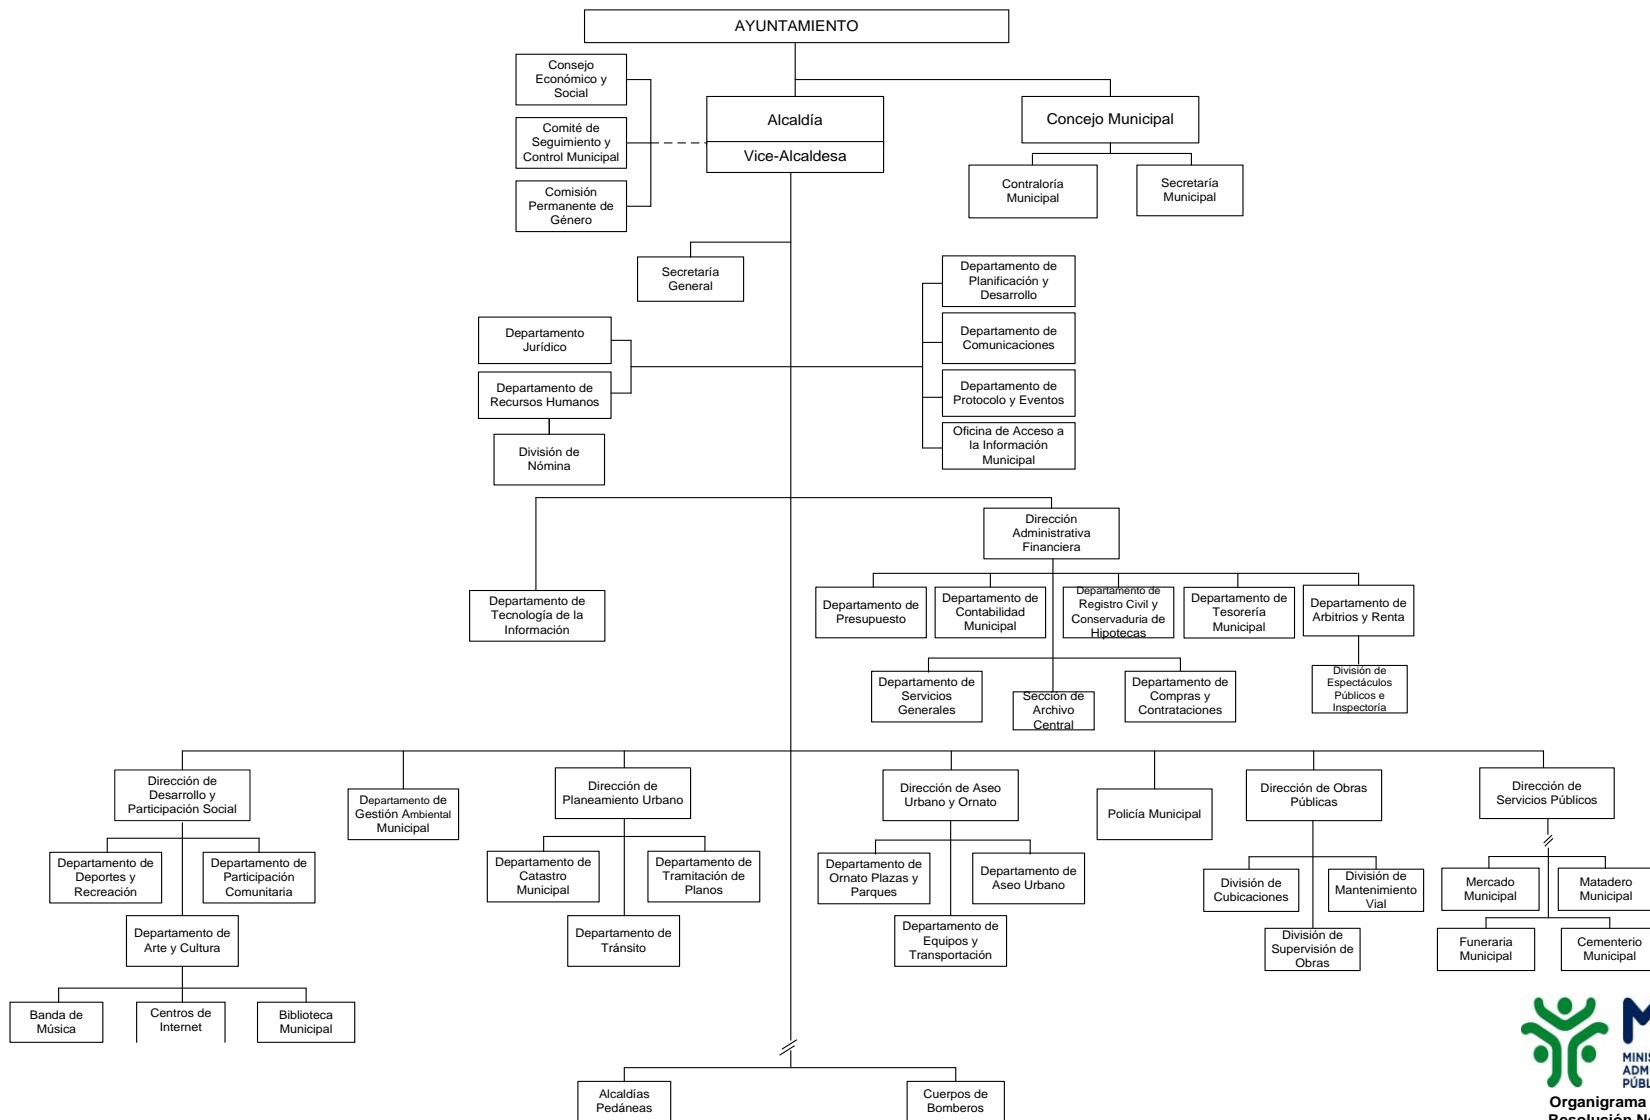 AYUNTAMIENTO
Consejo
Económico y
Social
Comité de
Seguimiento y
Control Municipal
Comisión
Permanente de
Género
Alcaldía
Vice-Alcaldesa
Concejo Municipal
Contraloría
Municipal
Secretaría
Municipal
Secretaría
General
Departamento de
Planificación y
Desarrollo
Departamento de
Comunicaciones
Departamento de
Protocolo y Eventos
Oficina de Acceso a
la Información
Municipal
Departamento
Jurídico
Departamento de
Recursos Humanos
División de
Nómina
Dirección
Administrativa
Financiera
Departamento de
Tecnología de la
Información
Departamento de
Presupuesto
Departamento de
Contabilidad
Municipal
Departamento de
Registro Civil y
Conservaduria de
Hipotecas
Departamento de
Tesorería
Municipal
Departamento de
Arbitrios y Renta
Departamento de
Servicios
Generales
Sección de
Archivo
Central
Departamento de
Compras y
Contrataciones
División de
Espectáculos
Públicos e
Inspectoría
Dirección de
Desarrollo y
Participación Social
Departamento de
Gestión Ambiental
Municipal
Dirección de
Planeamiento Urbano
Dirección de Aseo
Urbano y Ornato
Policía Municipal
Dirección de Obras
Públicas
Dirección de
Servicios Públicos
Departamento de
Deportes y
Recreación
Departamento de
Participación
Comunitaria
Departamento de
Catastro
Municipal
Departamento de
Tramitación de
Planos
Departamento de
Ornato Plazas y
Parques
Departamento de
Aseo Urbano
División de
Cubicaciones
División de
Mantenimiento
Vial
Mercado
Municipal
Matadero
Municipal
Departamento de
Arte y Cultura
Departamento de
Tránsito
Departamento de
Equipos y
Transportación
División de
Supervisión de
Obras
Funeraria
Municipal
Cementerio
Municipal
Banda de
Música
Centros de
Internet
Biblioteca
Municipal
Alcaldías
Pedáneas
Cuerpos de
Bomberos
Organigrama
Resolución